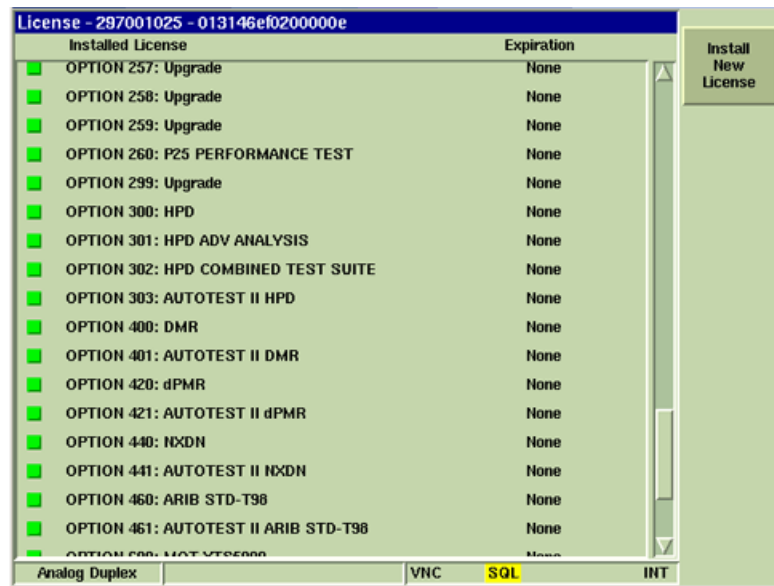 License - 297001025 - 013146ef0200000e
Installed License Expiration
Install
New
License
OPTION 257: Upgrade None
OPTION 258: Upgrade None
OPTION 259: Upgrade None
OPTION 260: P25 PERFORMANCE TEST None
OPTION 299: Upgrade None
OPTION 300: HPD None
OPTION 301: HPD ADV ANALYSIS None
OPTION 302: HPD COMBINED TEST SUITE None
OPTION 303: AUTOTEST II HPD None
OPTION 400: DMR None
OPTION 401: AUTOTEST II DMR None
OPTION 420: dPMR None
OPTION 421: AUTOTEST II dPMR None
OPTION 440: NXDN None
OPTION 441: AUTOTEST II NXDN None
OPTION 460: ARIB STD-T98 None
OPTION 461: AUTOTEST II ARIB STD-T98 None
OPTION MOT None
Analog Duplex VNC SQL INT